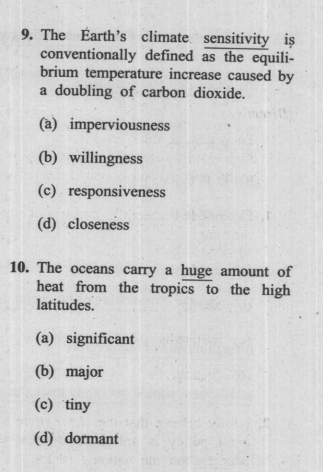 9. The Earth's climate sensitivity is
conventionally defined as the equili-
brium temperature increase caused by
a doubling of carbon dioxide.
(a) imperviousness
(b) willingness
(c) responsiveness
(d) closeness
10. The oceans carry a huge amount of
heat from the tropics to the high
latitudes.
(a) significant
(b) major
(c) tiny
(d) dormant